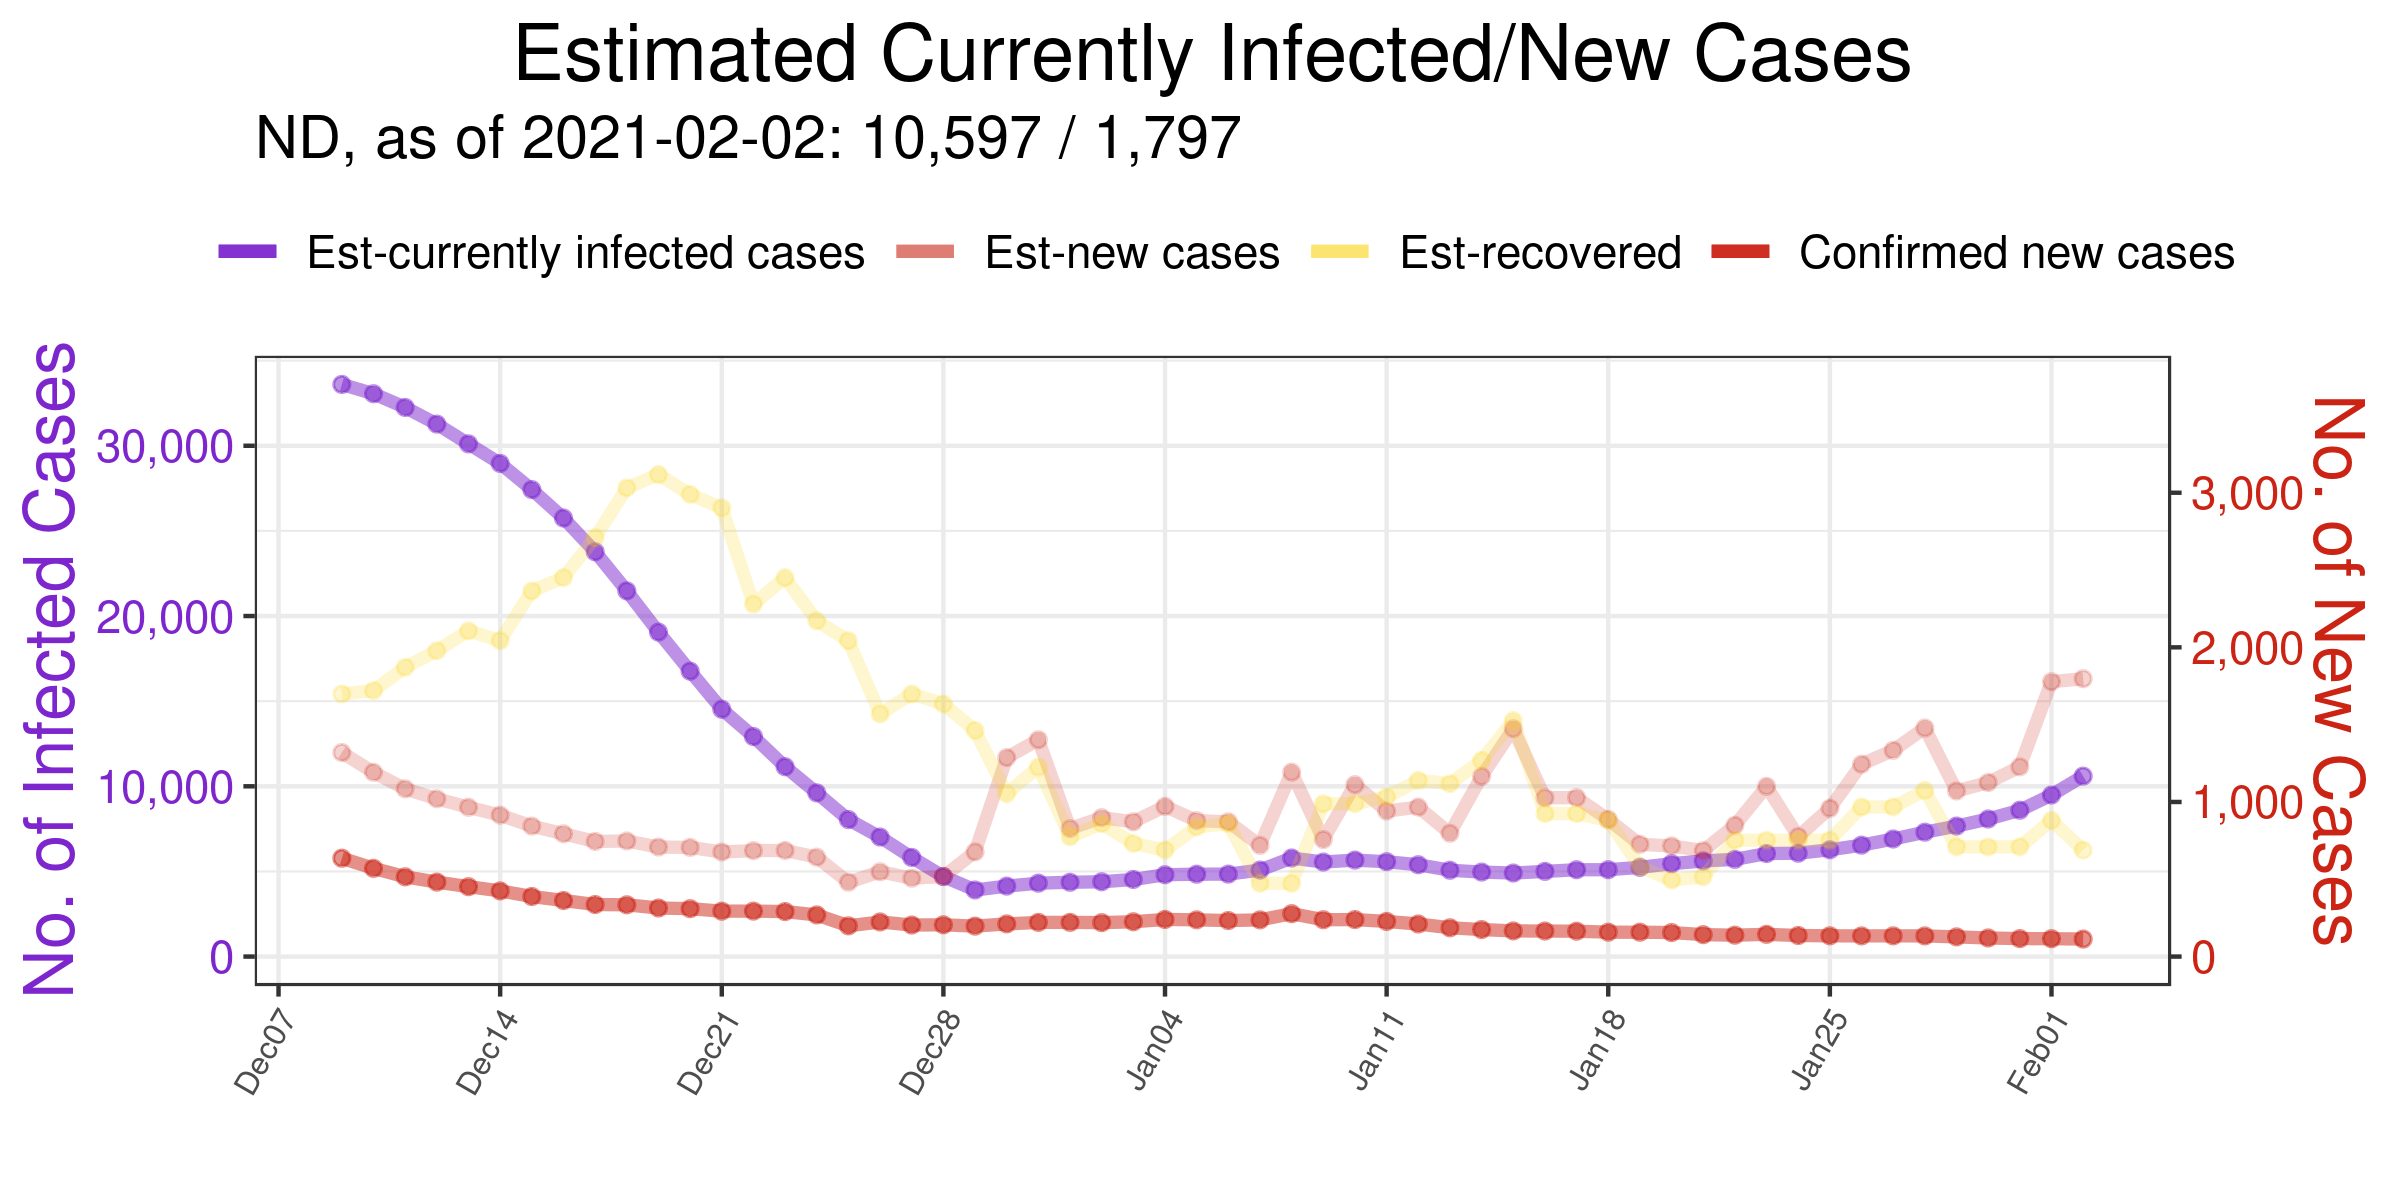 Estimated Currently Infected/New Cases
ND, as of 2021-02-02: 10,597 / 1,797
Est-currently infected cases
Est-new cases
Est-recovered
Confirmed new cases
No. of Infected Cases
30,000
20,000
10,000
0
3,000
2,000
1,000
0
No. of New Cases
Dec07
Dec14
Dec21
Dec28
Jan04
Jan11
Jan18
Jan25
Feb01